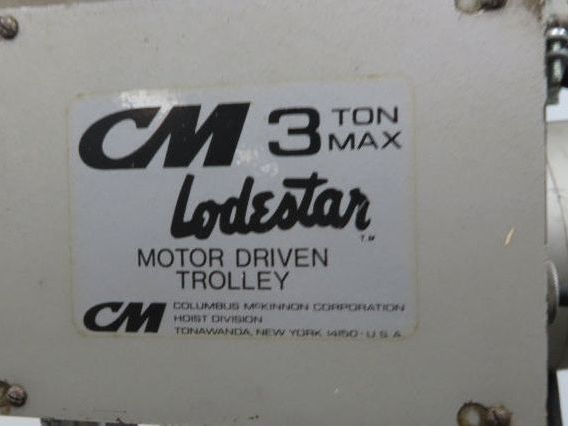 CM 3 TON MAX
Lodestar TM
MOTOR DRIVEN
TROLLEY
CM COLUMBUS McKINNON CORPORATION
HOIST DIVISION
TONAWANDA, NEW YORK 14150 - U.S.A.